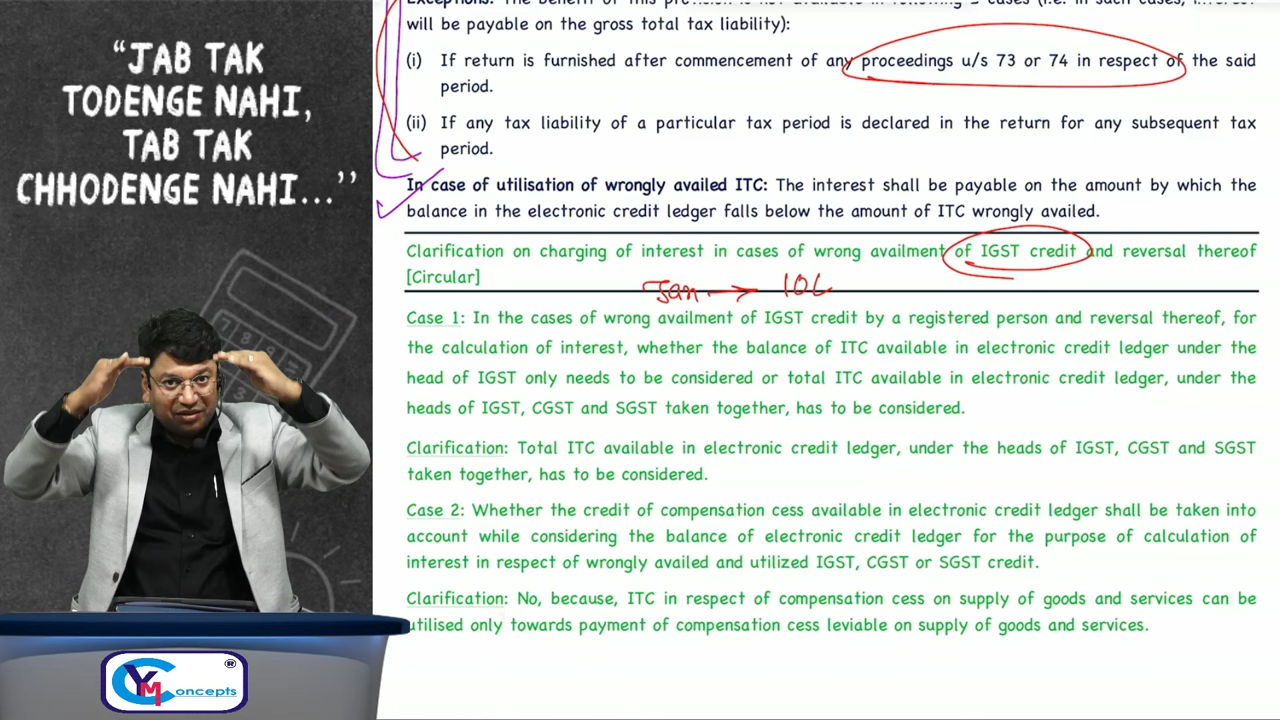 “JAB TAK
TODENGE NAHI,
TAB TAK
CHHODENGE NAHI...’’
will be payable on the gross total tax liability):
(i) If return is furnished after commencement of any proceedings u/s 73 or 74 in respect of the said
period.
(ii) If any tax liability of a particular tax period is declared in the return for any subsequent tax
period.
In case of utilisation of wrongly availed ITC: The interest shall be payable on the amount by which the
balance in the electronic credit ledger falls below the amount of ITC wrongly availed.
Clarification on charging of interest in cases of wrong availment of IGST credit and reversal thereof
[Circular]
Jan → 10L
Case 1: In the cases of wrong availment of IGST credit by a registered person and reversal thereof, for
the calculation of interest, whether the balance of ITC available in electronic credit ledger under the
head of IGST only needs to be considered or total ITC available in electronic credit ledger, under the
heads of IGST, CGST and SGST taken together, has to be considered.
Clarification: Total ITC available in electronic credit ledger, under the heads of IGST, CGST and SGST
taken together, has to be considered.
Case 2: Whether the credit of compensation cess available in electronic credit ledger shall be taken into
account while considering the balance of electronic credit ledger for the purpose of calculation of
interest in respect of wrongly availed and utilized IGST, CGST or SGST credit.
Clarification: No, because, ITC in respect of compensation cess on supply of goods and services can be
utilised only towards payment of compensation cess leviable on supply of goods and services.
YM Concepts ®